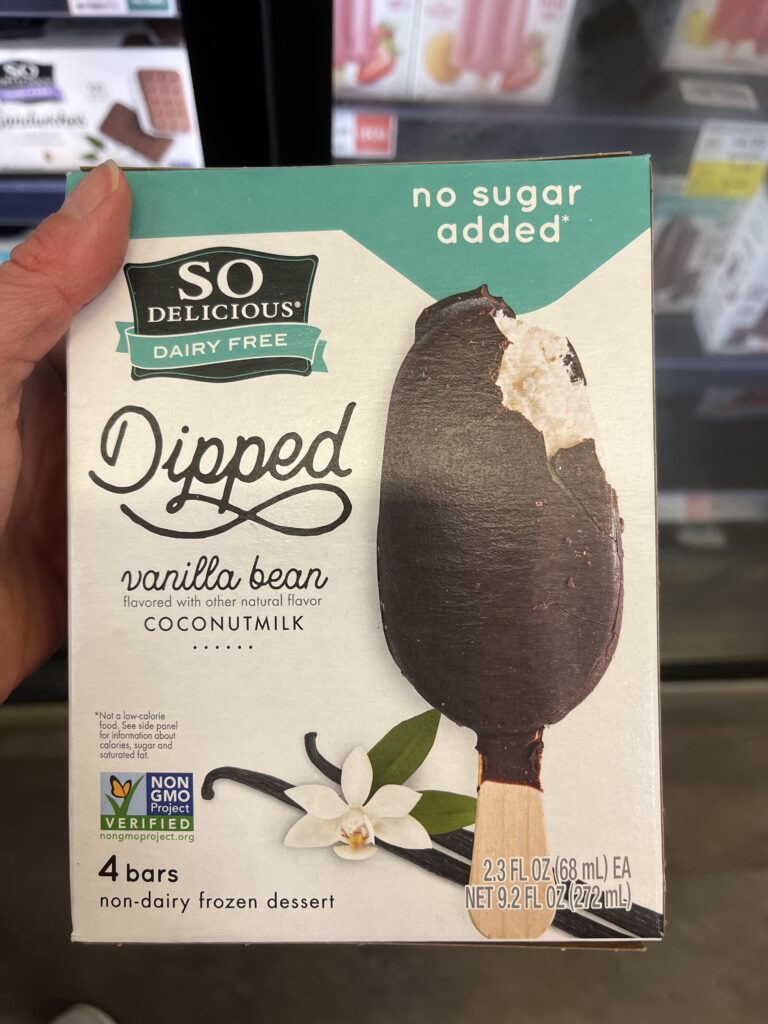 SO
no sugar
added*
SO
DELICIOUS®
DAIRY FREE
Dipped
vanilla bean
flavored with other natural flavor
COCONUTMILK
*Not a low-calorie
food. See side panel
for information about
calories, sugar and
saturated fat.
NON
GMO
Project
VERIFIED
nongmoproject.org
4 bars
non-dairy frozen dessert
2.3 FL OZ (68 mL) EA
NET 9.2 FL OZ (272 mL)